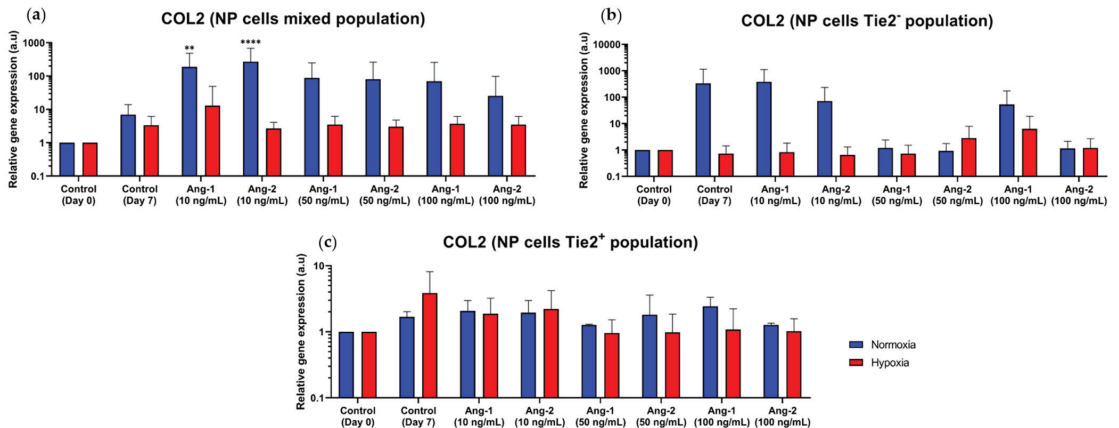 (a)
COL2 (NP cells mixed population)
Relative gene expression (a.u)
1000
100
10
1
0.1
**
****
Control
(Day 0)
Control
(Day 7)
Ang-1
(10 ng/mL)
Ang-2
(10 ng/mL)
Ang-1
(50 ng/mL)
Ang-2
(50 ng/mL)
Ang-1
(100 ng/mL)
Ang-2
(100 ng/mL)
(b)
COL2 (NP cells Tie2⁻ population)
Relative gene expression (a.u)
10000
1000
100
10
1
0.1
Control
(Day 0)
Control
(Day 7)
Ang-1
(10 ng/mL)
Ang-2
(10 ng/mL)
Ang-1
(50 ng/mL)
Ang-2
(50 ng/mL)
Ang-1
(100 ng/mL)
Ang-2
(100 ng/mL)
(c)
COL2 (NP cells Tie2⁺ population)
Relative gene expression (a.u)
10
1
0.1
Control
(Day 0)
Control
(Day 7)
Ang-1
(10 ng/mL)
Ang-2
(10 ng/mL)
Ang-1
(50 ng/mL)
Ang-2
(50 ng/mL)
Ang-1
(100 ng/mL)
Ang-2
(100 ng/mL)
Normoxia
Hypoxia